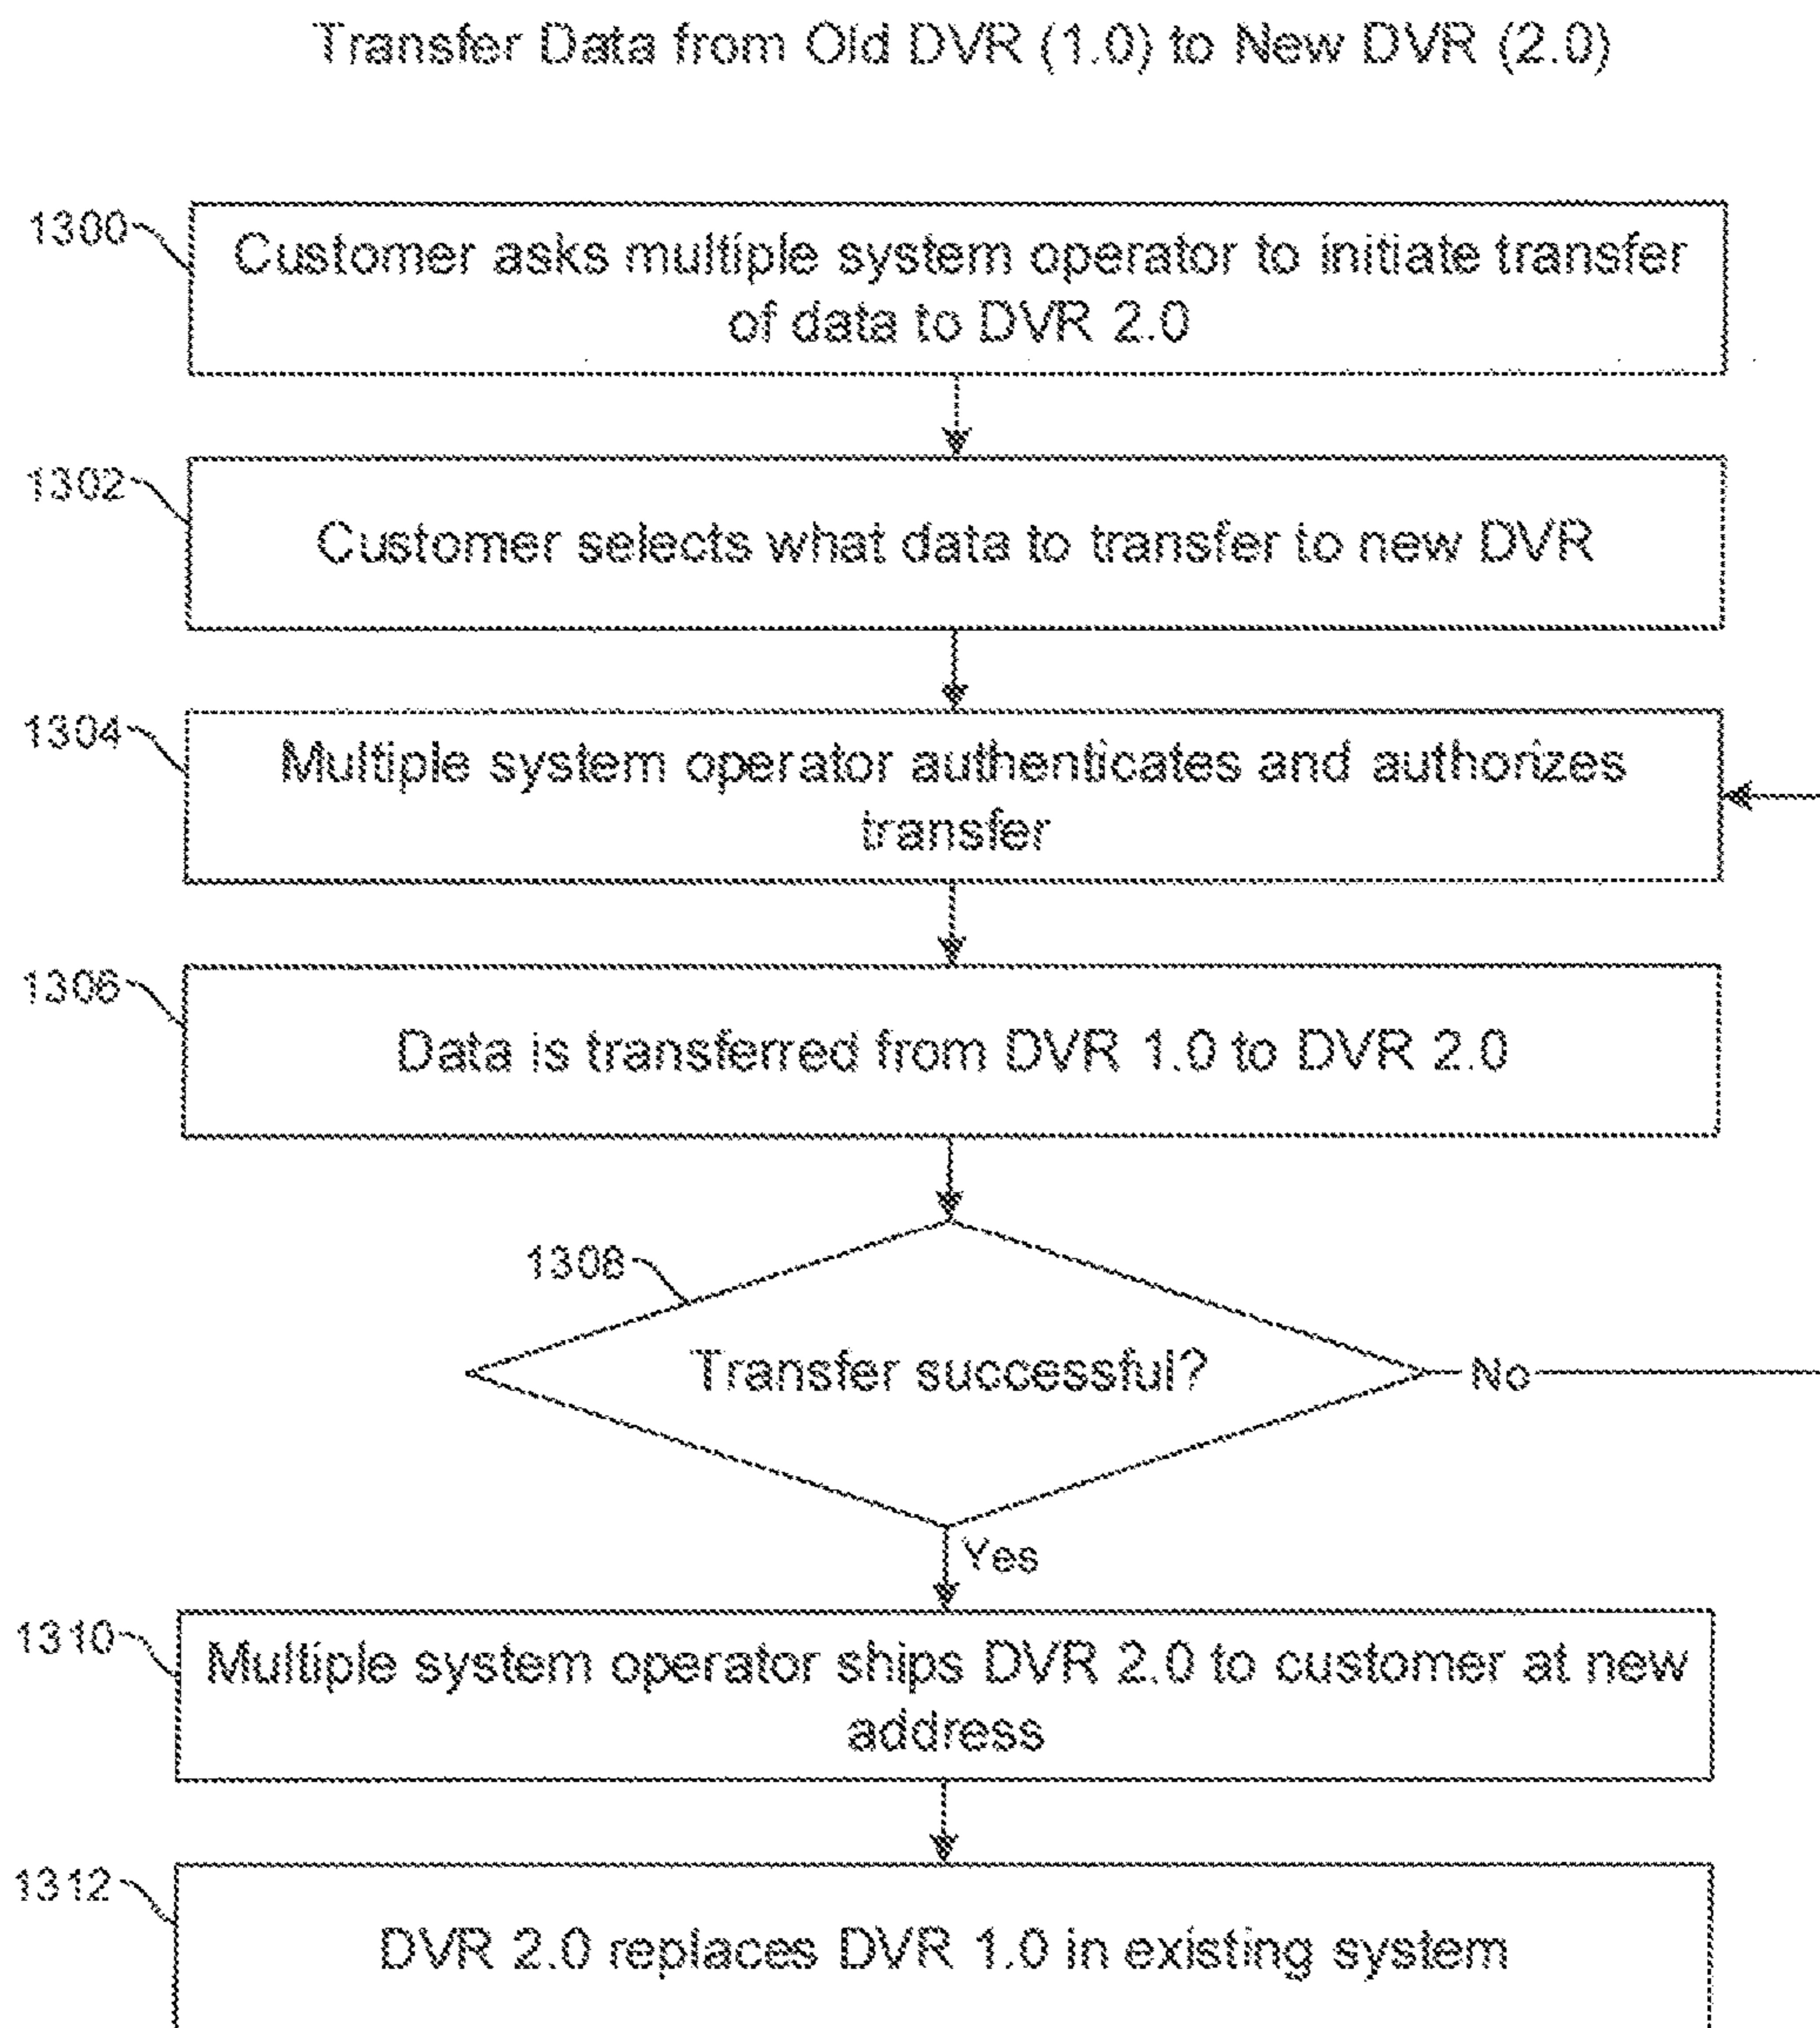 Transfer Data from Old DVR (1.0) to New DVR (2.0)
1300
Customer asks multiple system operator to initiate transfer
of data to DVR 2.0
1302
Customer selects what data to transfer to new DVR
1304
Multiple system operator authenticates and authorizes
transfer
1306
Data is transferred from DVR 1.0 to DVR 2.0
1308
Transfer successful?
No
Yes
1310
Multiple system operator ships DVR 2.0 to customer at new
address
1312
DVR 2.0 replaces DVR 1.0 in existing system